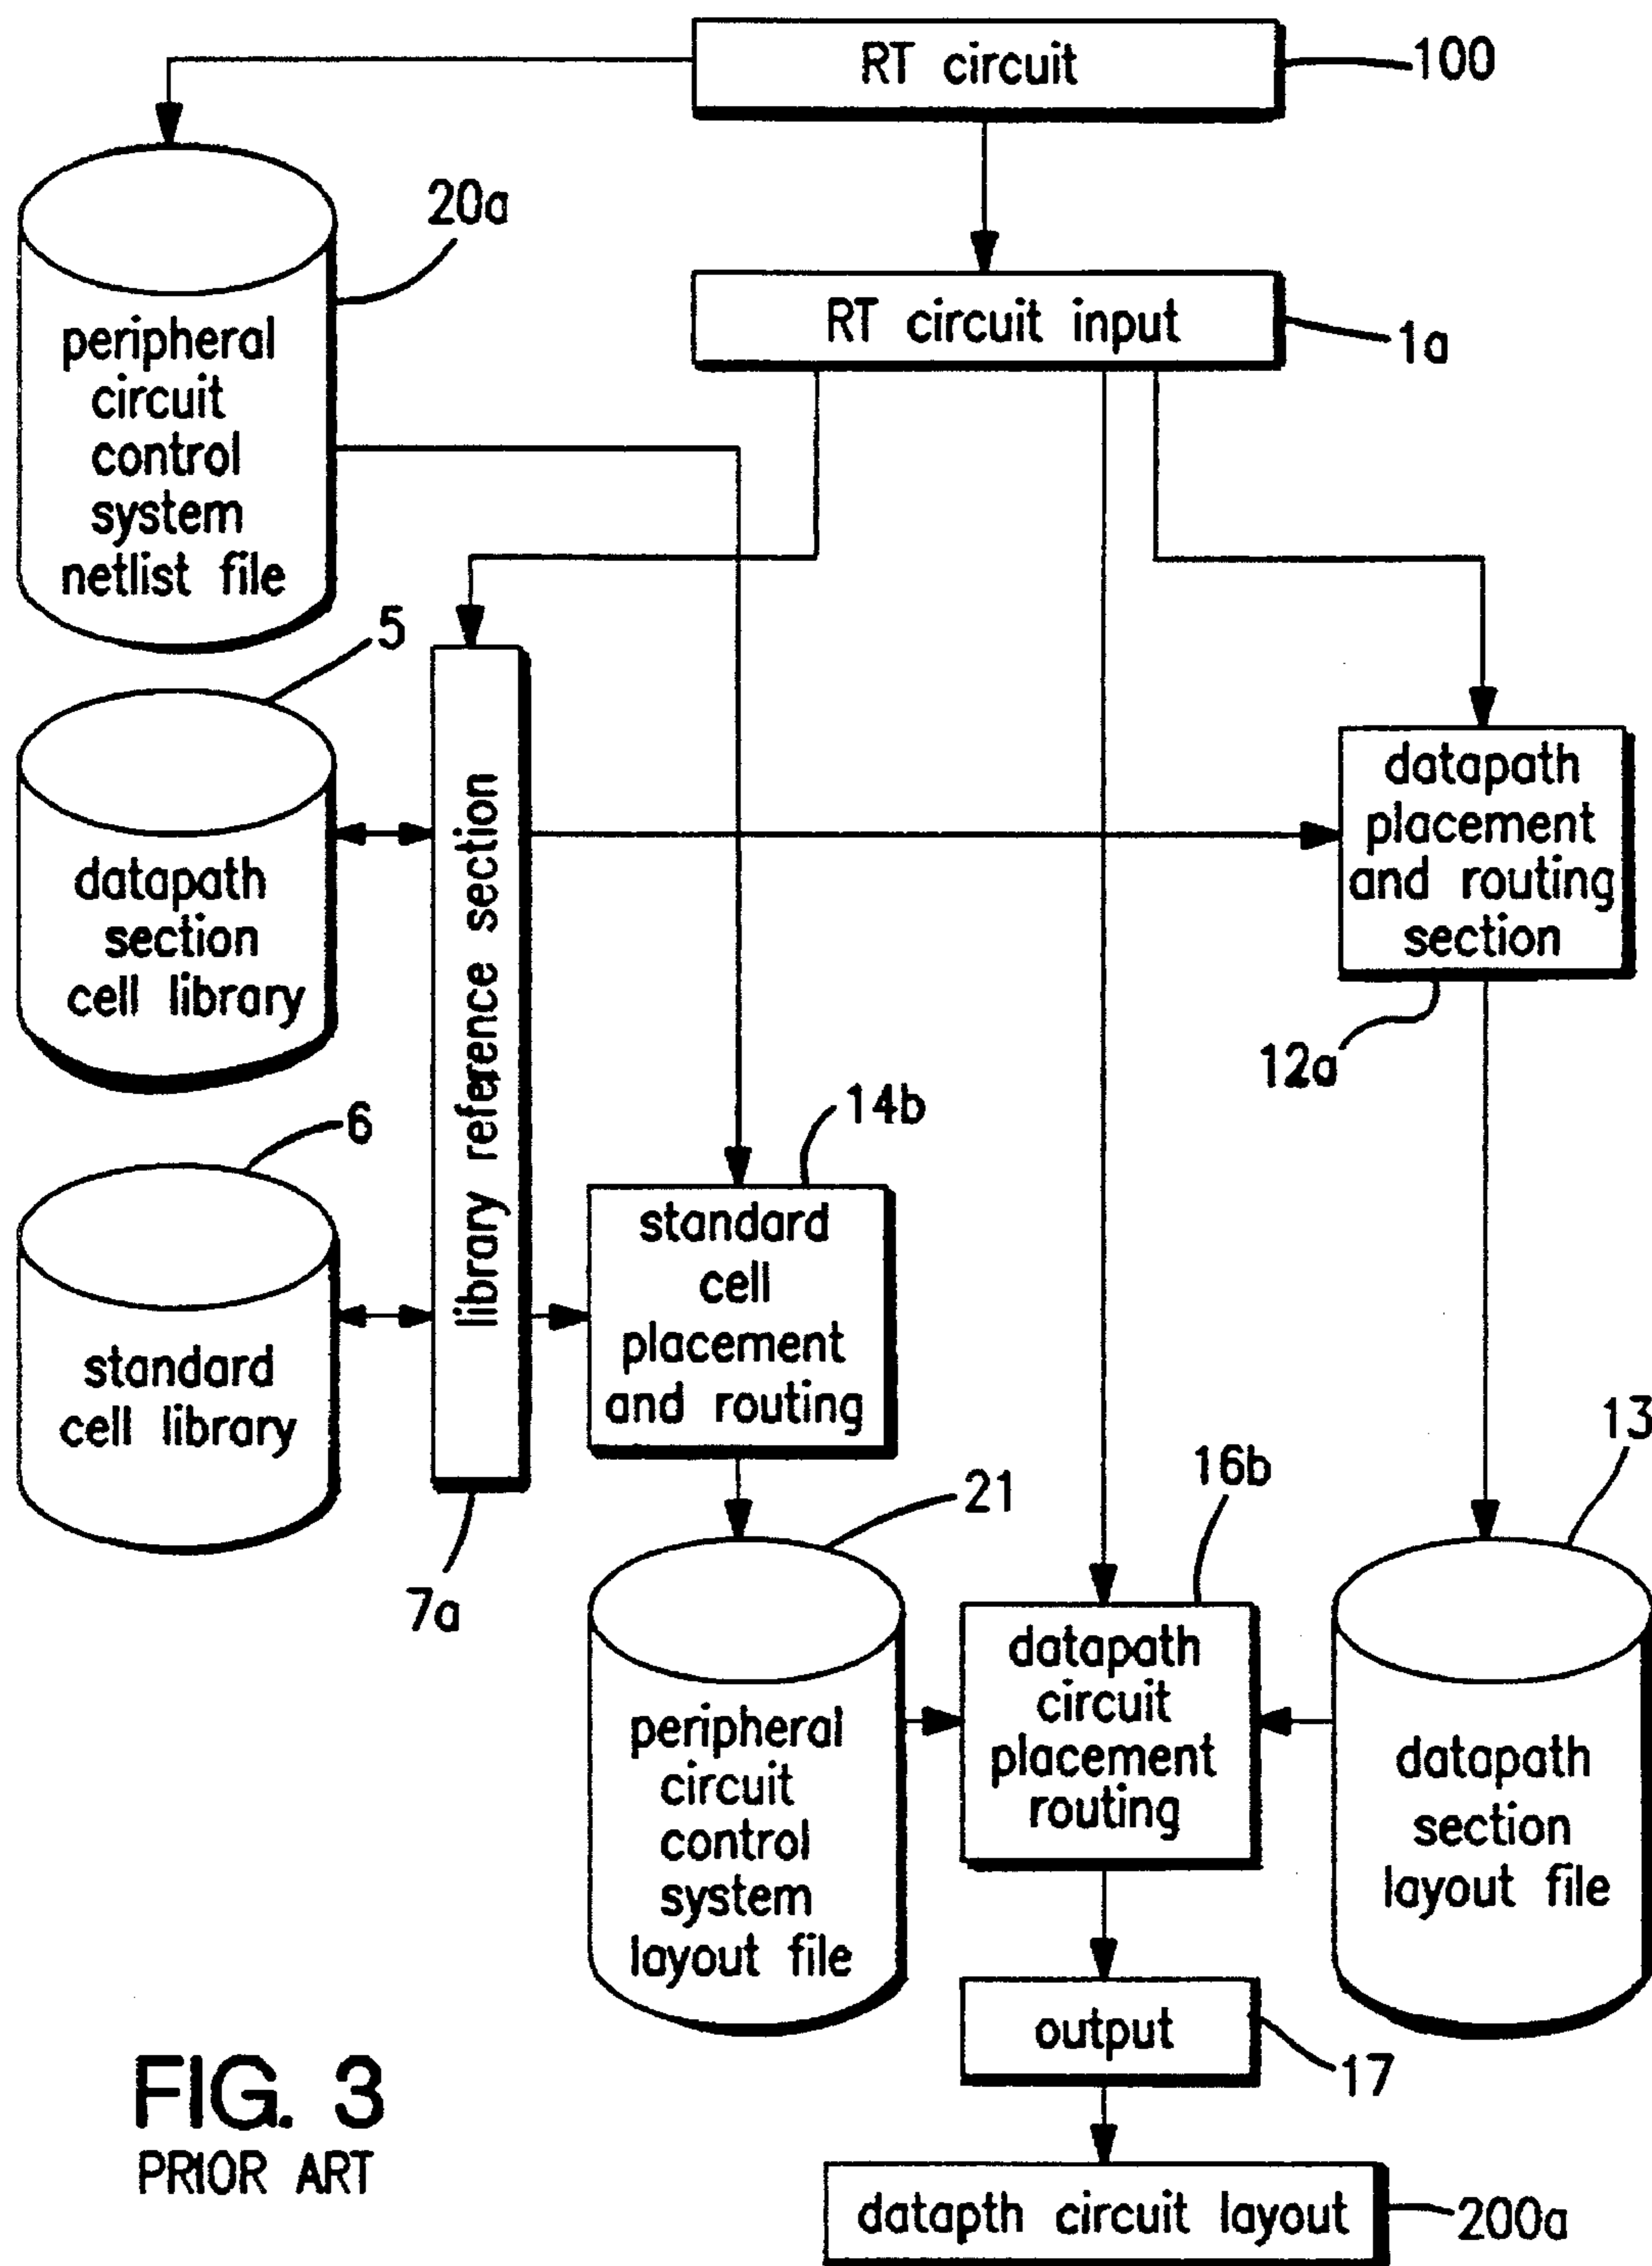 RT circuit
100
20a
peripheral
circuit
control
system
netlist file
RT circuit input
1a
5
datapath
section
cell library
library reference section
7a
datapath
placement
and routing
section
12a
6
standard
cell library
14b
standard
cell
placement
and routing
21
peripheral
circuit
control
system
layout file
16b
datapath
circuit
placement
routing
13
datapath
section
layout file
output
17
datapth circuit layout
200a
FIG. 3
PRIOR ART